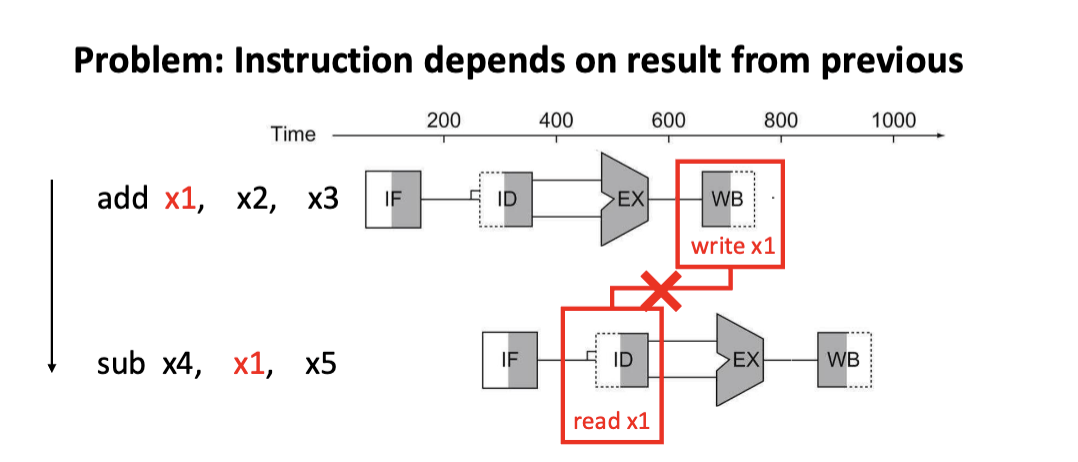 Problem: Instruction depends on result from previous
Time 200 400 600 800 1000
add x1, x2, x3 IF ID EX WB
write x1
sub x4, x1, x5 IF ID EX WB
read x1